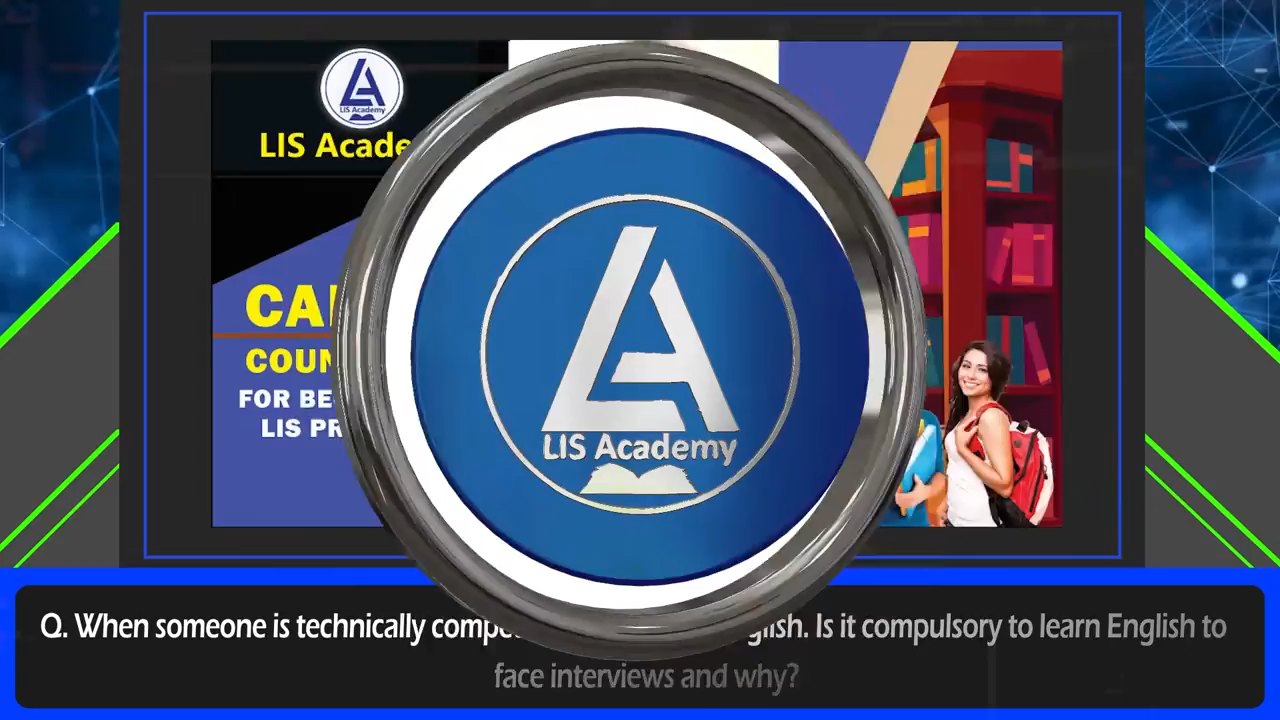 LIS Academy
LIS Acade
CA
COUN
FOR BE
LIS PR
LIS Academy
Q. When someone is technically compe glish. Is it compulsory to learn English to
face interviews and why?